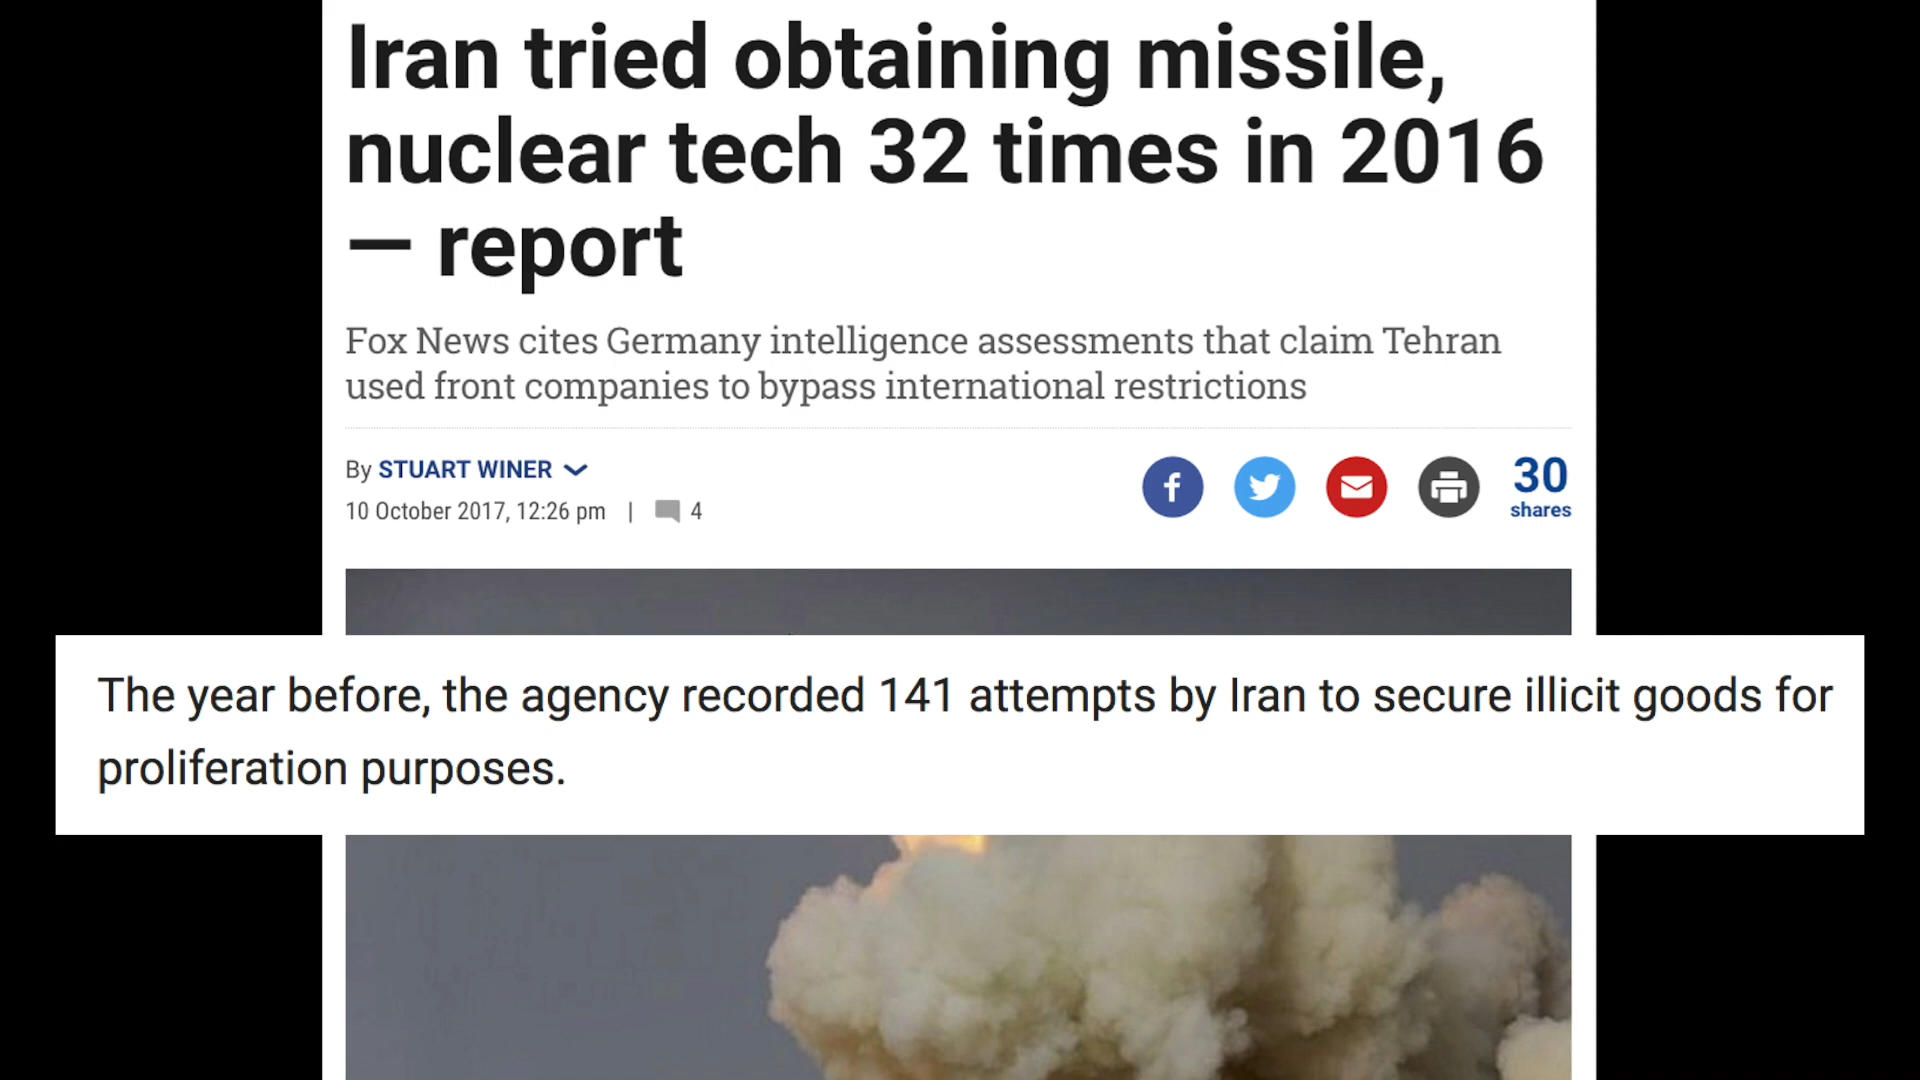 Iran tried obtaining missile,
nuclear tech 32 times in 2016
— report
Fox News cites Germany intelligence assessments that claim Tehran
used front companies to bypass international restrictions
By STUART WINER
10 October 2017, 12:26 pm | 4
30
shares
The year before, the agency recorded 141 attempts by Iran to secure illicit goods for
proliferation purposes.